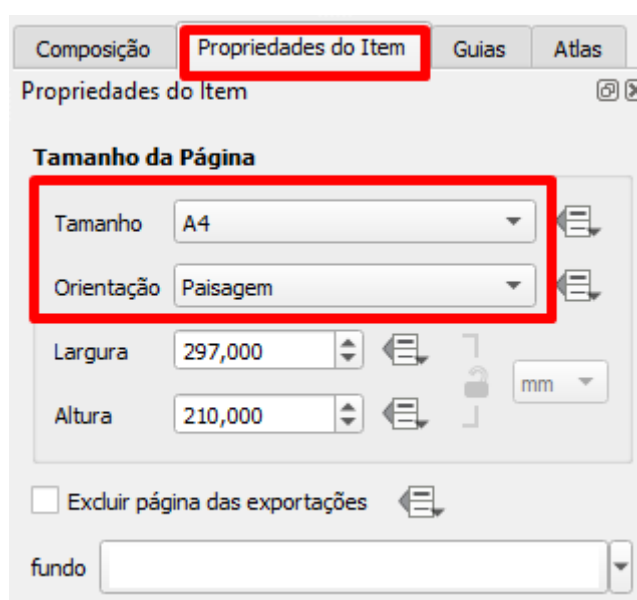 Composição Propriedades do Item Guias Atlas
Propriedades do Item
Tamanho da Página
Tamanho A4
Orientação Paisagem
Largura 297,000
mm
Altura 210,000
Excluir página das exportações
fundo